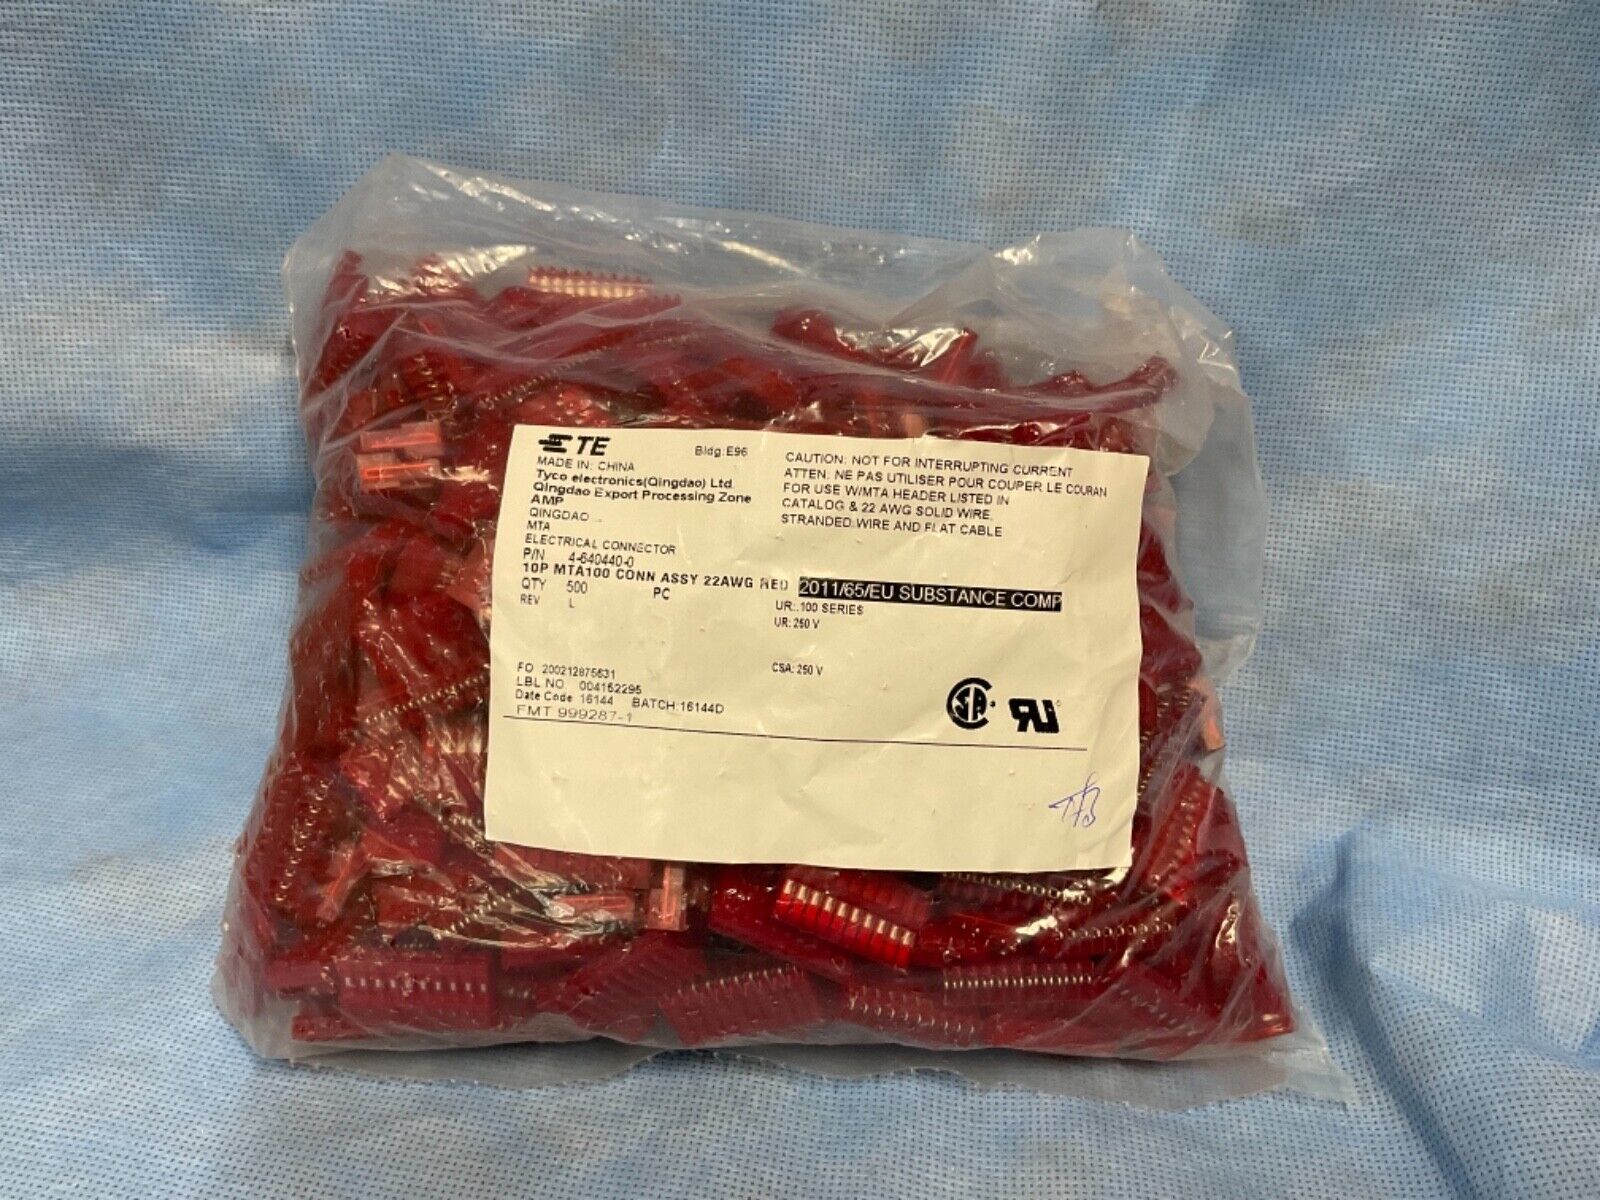 TE
Bldg:E96
MADE IN: CHINA
Tyco electronics(Qingdao) Ltd.
Qingdao Export Processing Zone
AMP
QINGDAO
MTA
ELECTRICAL CONNECTOR
P/N 4-640440-0
10P MTA100 CONN ASSY 22AWG RED
QTY 500 PC
REV L
CAUTION: NOT FOR INTERRUPTING CURRENT
ATTEN: NE PAS UTILISER POUR COUPER LE COURAN
FOR USE W/MTA HEADER LISTED IN
CATALOG & 22 AWG SOLID WIRE,
STRANDED WIRE AND FLAT CABLE
2011/65/EU SUBSTANCE COMP
UR: .100 SERIES
UR: 250 V
CSA: 250 V
FO 200212875631
LBL NO. 004152295
Date Code 16144 BATCH:16144D
FMT 999287-1